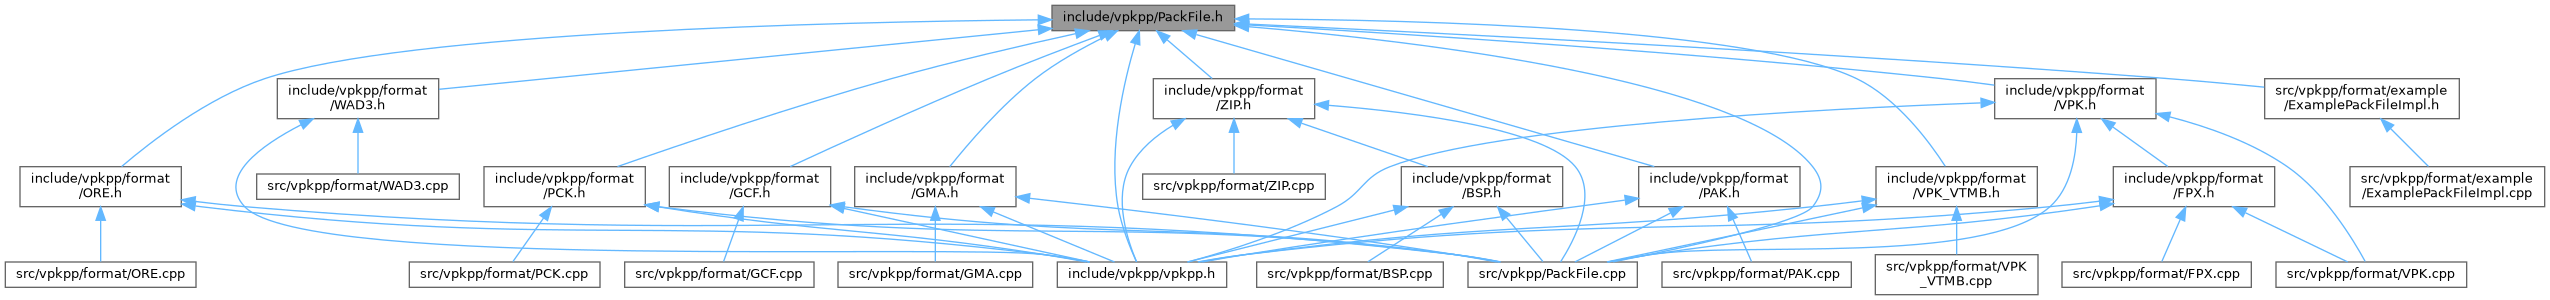 include/vpkpp/PackFile.h
include/vpkpp/format
/WAD3.h
include/vpkpp/format
/ZIP.h
include/vpkpp/format
/VPK.h
src/vpkpp/format/example
/ExamplePackFileImpl.h
include/vpkpp/format
/ORE.h
src/vpkpp/format/WAD3.cpp
include/vpkpp/format
/PCK.h
include/vpkpp/format
/GCF.h
include/vpkpp/format
/GMA.h
src/vpkpp/format/ZIP.cpp
include/vpkpp/format
/BSP.h
include/vpkpp/format
/PAK.h
include/vpkpp/format
/VPK_VTMB.h
include/vpkpp/format
/FPX.h
src/vpkpp/format/example
/ExamplePackFileImpl.cpp
src/vpkpp/format/ORE.cpp
src/vpkpp/format/PCK.cpp
src/vpkpp/format/GCF.cpp
src/vpkpp/format/GMA.cpp
include/vpkpp/vpkpp.h
src/vpkpp/format/BSP.cpp
src/vpkpp/PackFile.cpp
src/vpkpp/format/PAK.cpp
src/vpkpp/format/VPK
_VTMB.cpp
src/vpkpp/format/FPX.cpp
src/vpkpp/format/VPK.cpp